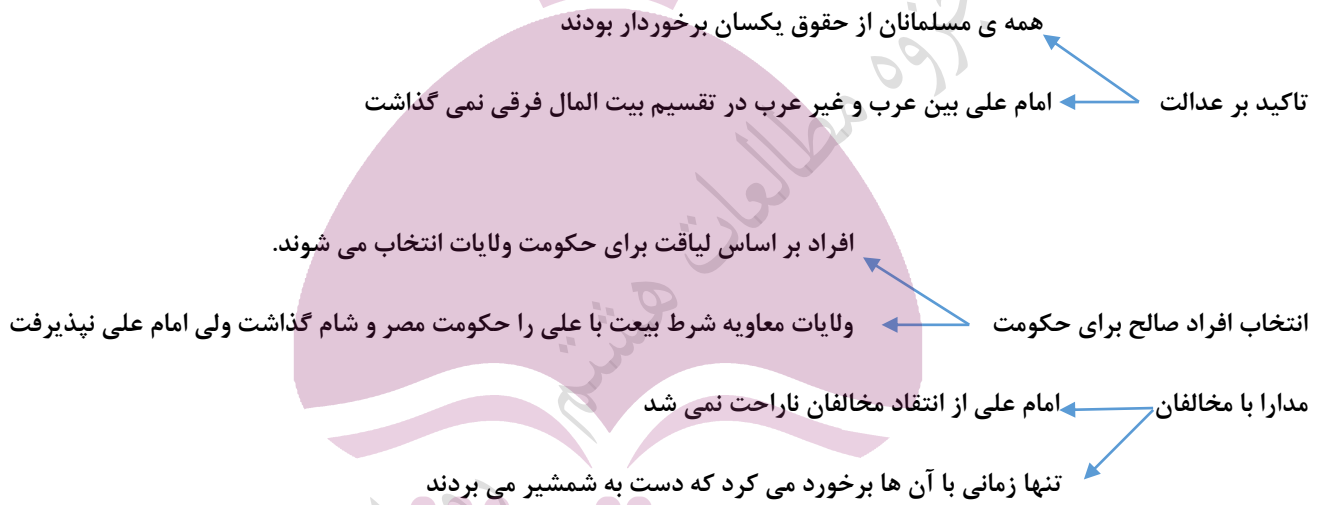 همه ی مسلمانان از حقوق یکسان برخوردار بودند
تاکید بر عدالت امام علی بین عرب و غیر عرب در تقسیم بیت المال فرقی نمی گذاشت
افراد بر اساس لیاقت برای حکومت ولایات انتخاب می شوند.
انتخاب افراد صالح برای حکومت ولایات معاویه شرط بیعت با علی را حکومت مصر و شام گذاشت ولی امام علی نپذیرفت
مدارا با مخالفان امام علی از انتقاد مخالفان ناراحت نمی شد
تنها زمانی با آن ها برخورد می کرد که دست به شمشیر می بردند
جزوه مطالعات هشتم